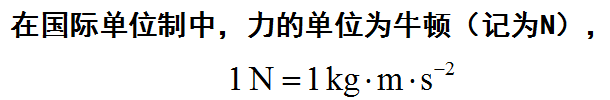 在国际单位制中，力的单位为牛顿（记为N），
1 N = 1 kg · m · s⁻²